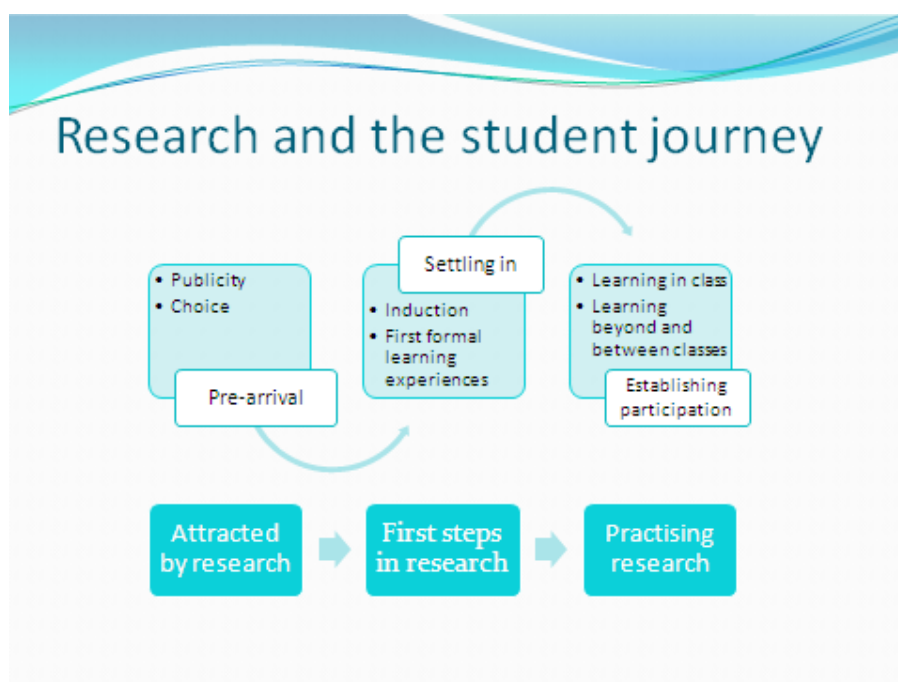 Research and the student journey
• Publicity
• Choice
Pre-arrival
Settling in
• Induction
• First formal
learning
experiences
• Learning in class
• Learning
beyond and
between classes
Establishing
participation
Attracted
by research
First steps
in research
Practising
research